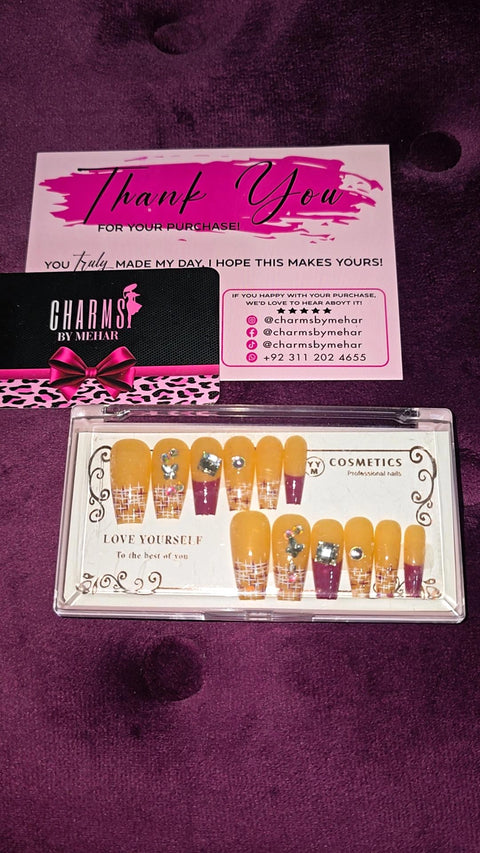 Thank You
FOR YOUR PURCHASE!
YOU truly MADE MY DAY, I HOPE THIS MAKES YOURS!
IF YOU HAPPY WITH YOUR PURCHASE,
WE'D LOVE TO HEAR ABOYT IT!
@charmsbymehar
@charmsbymehar
@charmsbymehar
+92 311 202 4655
CHARMS
BY MEHAR
YY
M
COSMETICS
Professional nails
LOVE YOURSELF
To the best of you